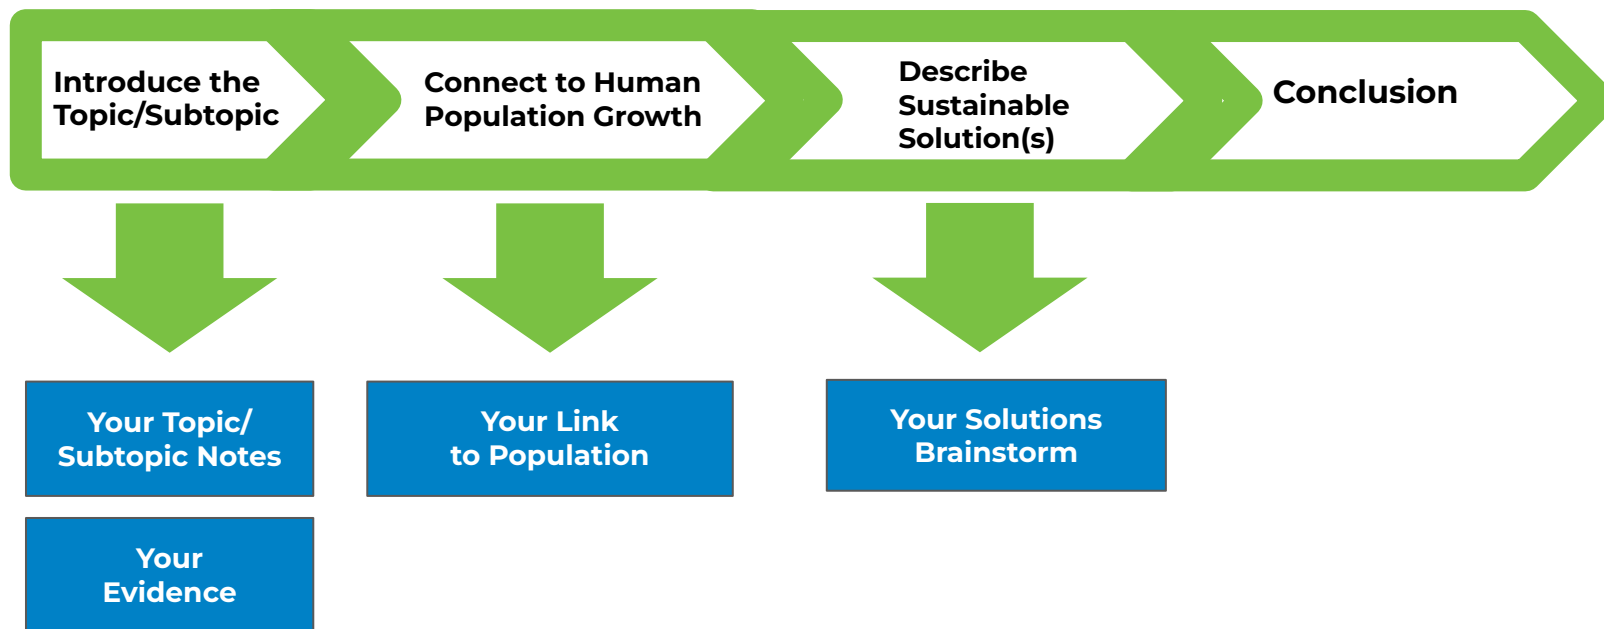 Introduce the
Topic/Subtopic
Connect to Human
Population Growth
Describe
Sustainable
Solution(s)
Conclusion
Your Topic/
Subtopic Notes
Your Link
to Population
Your Solutions
Brainstorm
Your
Evidence